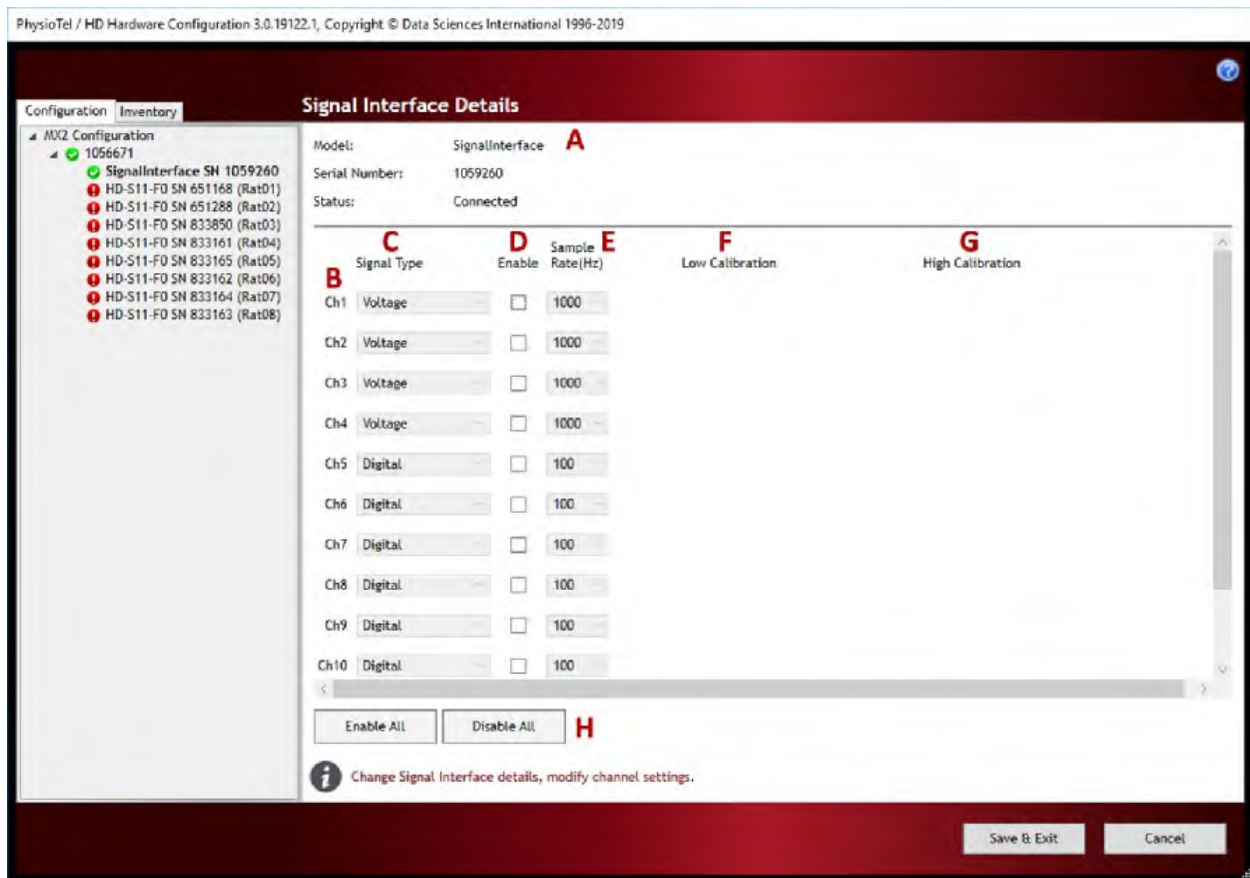 PhysioTel / HD Hardware Configuration 3.0.19122.1, Copyright © Data Sciences International 1996-2019
Configuration Inventory
MX2 Configuration
1056671
SignalInterface SN 1059260
HD-S11-F0 SN 651168 (Rat01)
HD-S11-F0 SN 651288 (Rat02)
HD-S11-F0 SN 833850 (Rat03)
HD-S11-F0 SN 833161 (Rat04)
HD-S11-F0 SN 833165 (Rat05)
HD-S11-F0 SN 833162 (Rat06)
HD-S11-F0 SN 833164 (Rat07)
HD-S11-F0 SN 833163 (Rat08)
Signal Interface Details
Model: SignalInterface A
Serial Number: 1059260
Status: Connected
C D E F G
Signal Type Enable Sample Rate(Hz) Low Calibration High Calibration
B
Ch1 Voltage 1000
Ch2 Voltage 1000
Ch3 Voltage 1000
Ch4 Voltage 1000
Ch5 Digital 100
Ch6 Digital 100
Ch7 Digital 100
Ch8 Digital 100
Ch9 Digital 100
Ch10 Digital 100
Enable All Disable All H
Change Signal Interface details, modify channel settings.
Save & Exit Cancel